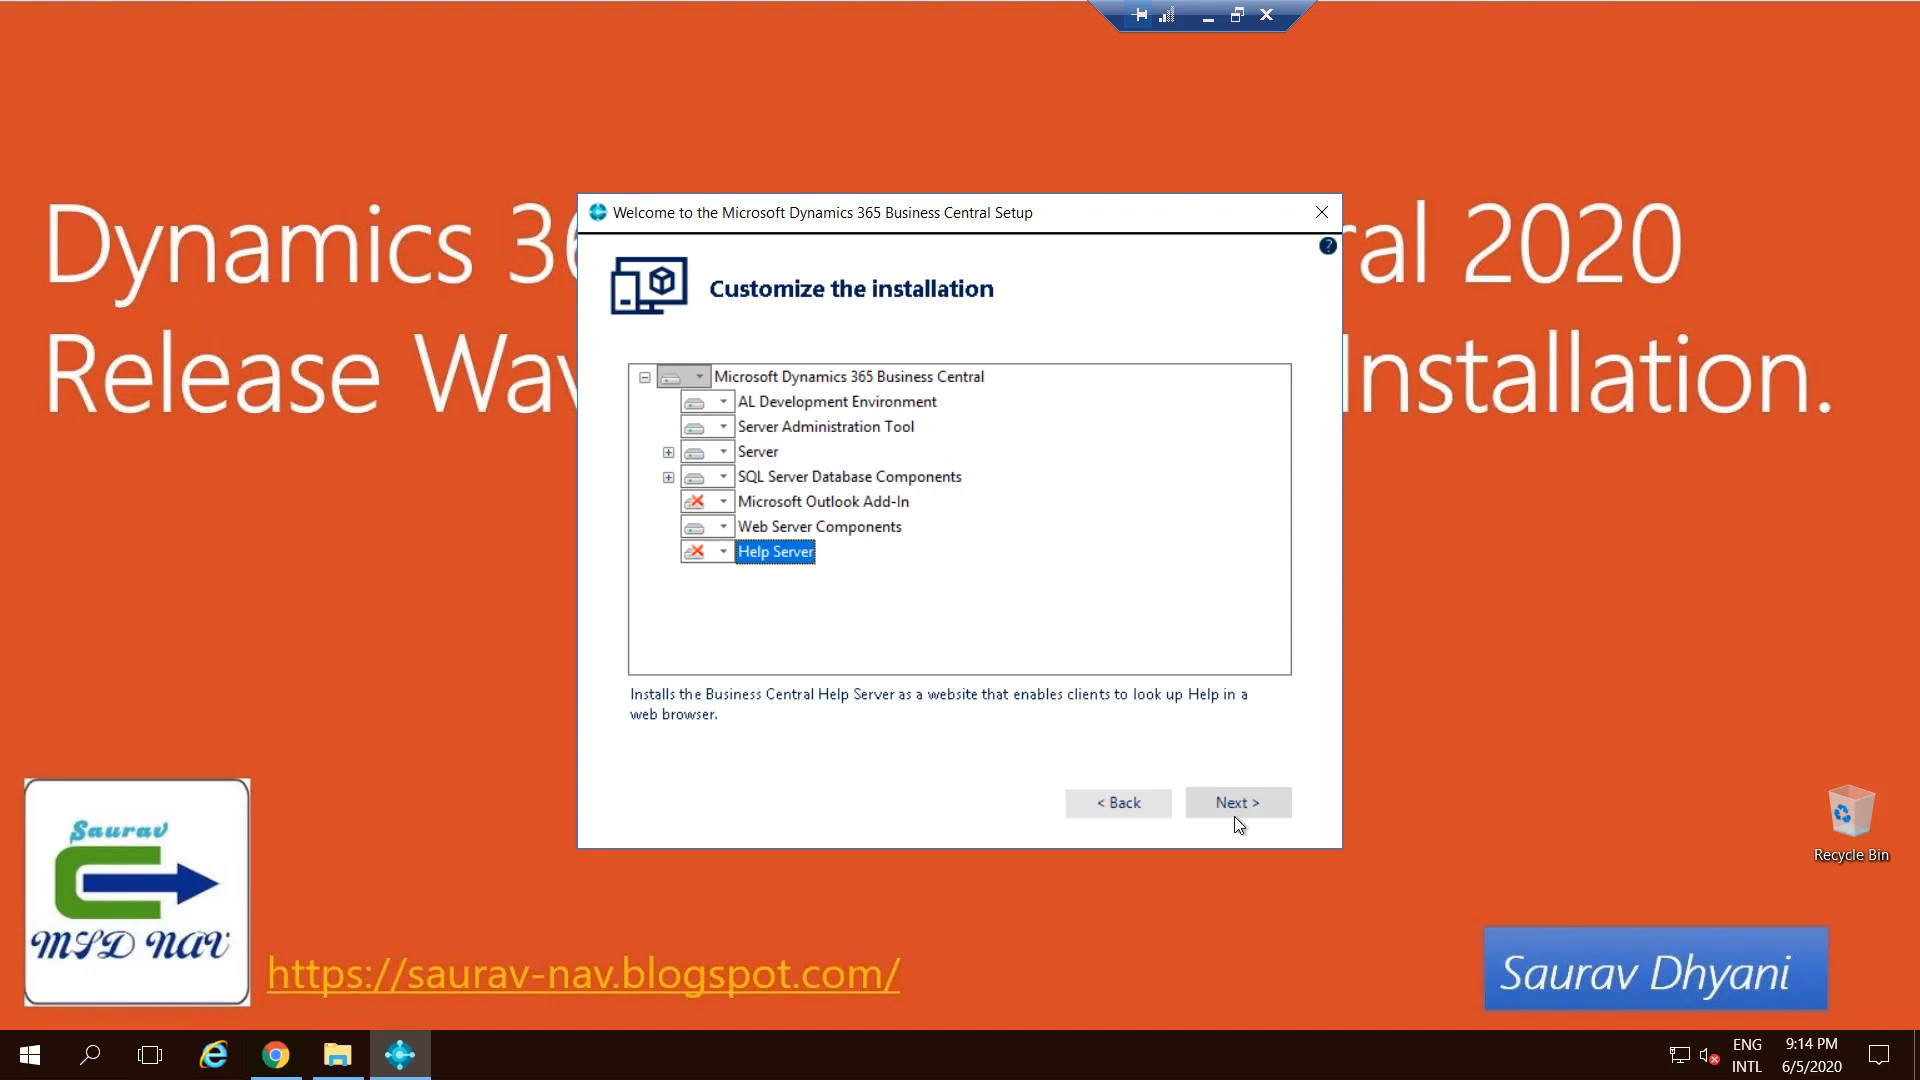 Dynamics 36
ral 2020
Release Wav
Installation.
Welcome to the Microsoft Dynamics 365 Business Central Setup
?
Customize the installation
Microsoft Dynamics 365 Business Central
AL Development Environment
Server Administration Tool
Server
SQL Server Database Components
Microsoft Outlook Add-In
Web Server Components
Help Server
Installs the Business Central Help Server as a website that enables clients to look up Help in a
web browser.
< Back
Next >
Recycle Bin
Saurav
MSD NAV
https://saurav-nav.blogspot.com/
Saurav Dhyani
ENG
INTL
9:14 PM
6/5/2020